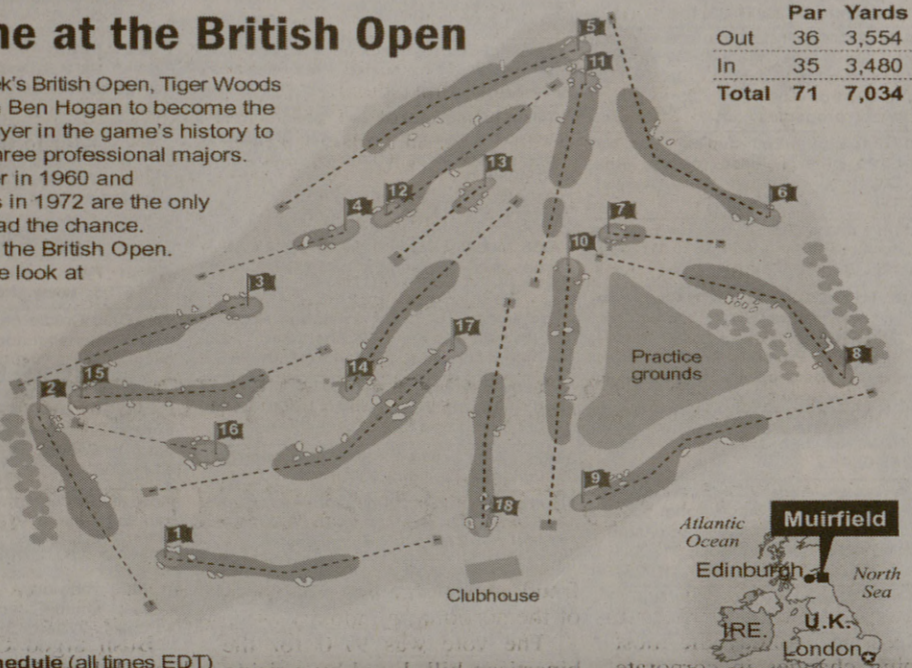 ne at the British Open
k's British Open, Tiger Woods
Ben Hogan to become the
yer in the game's history to
hree professional majors.
r in 1960 and
s in 1972 are the only
ad the chance.
the British Open.
e look at
Par Yards
Out 36 3,554
In 35 3,480
Total 71 7,034
5
11
13
12
4
6
7
10
3
17
14
15
2
8
Practice
grounds
16
9
18
1
Clubhouse
Muirfield
Atlantic
Ocean
Edinburgh
North
Sea
IRE.
U.K.
London
hedule (all times EDT)